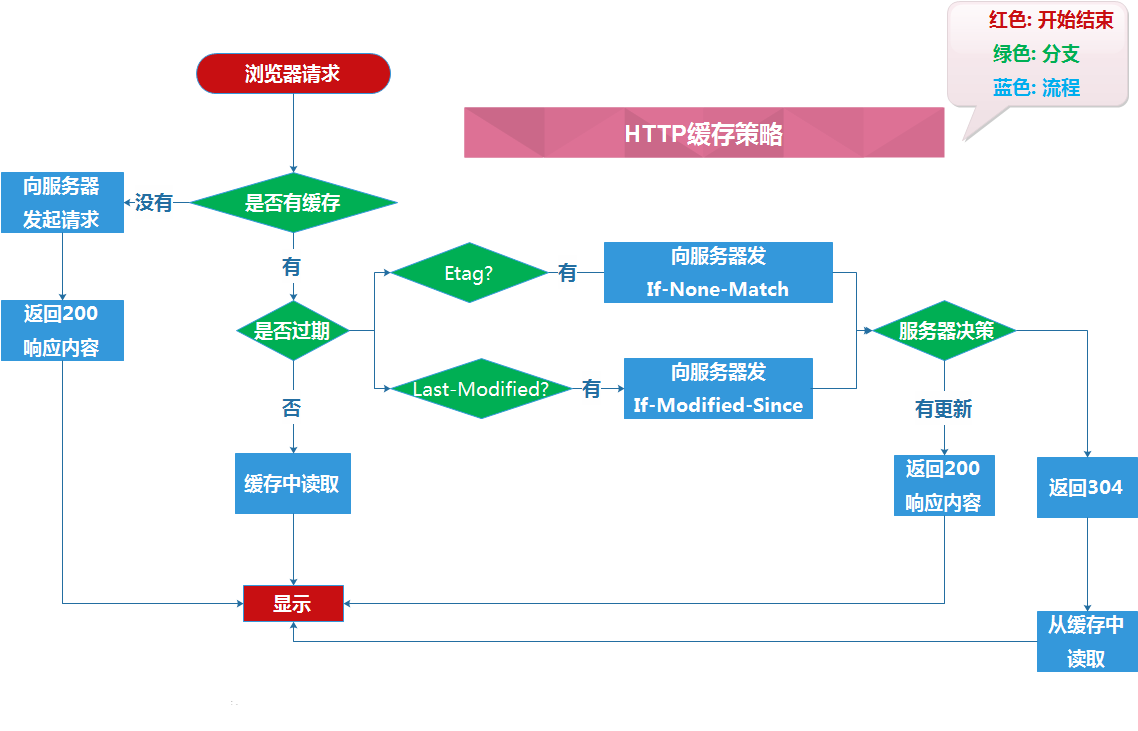 红色: 开始结束
绿色: 分支
蓝色: 流程
浏览器请求
HTTP缓存策略
向服务器
发起请求
没有
是否有缓存
有
Etag?
有
向服务器发
If-None-Match
返回200
响应内容
是否过期
服务器决策
Last-Modified?
有
向服务器发
If-Modified-Since
否
有更新
缓存中读取
返回200
响应内容
返回304
显示
从缓存中
读取